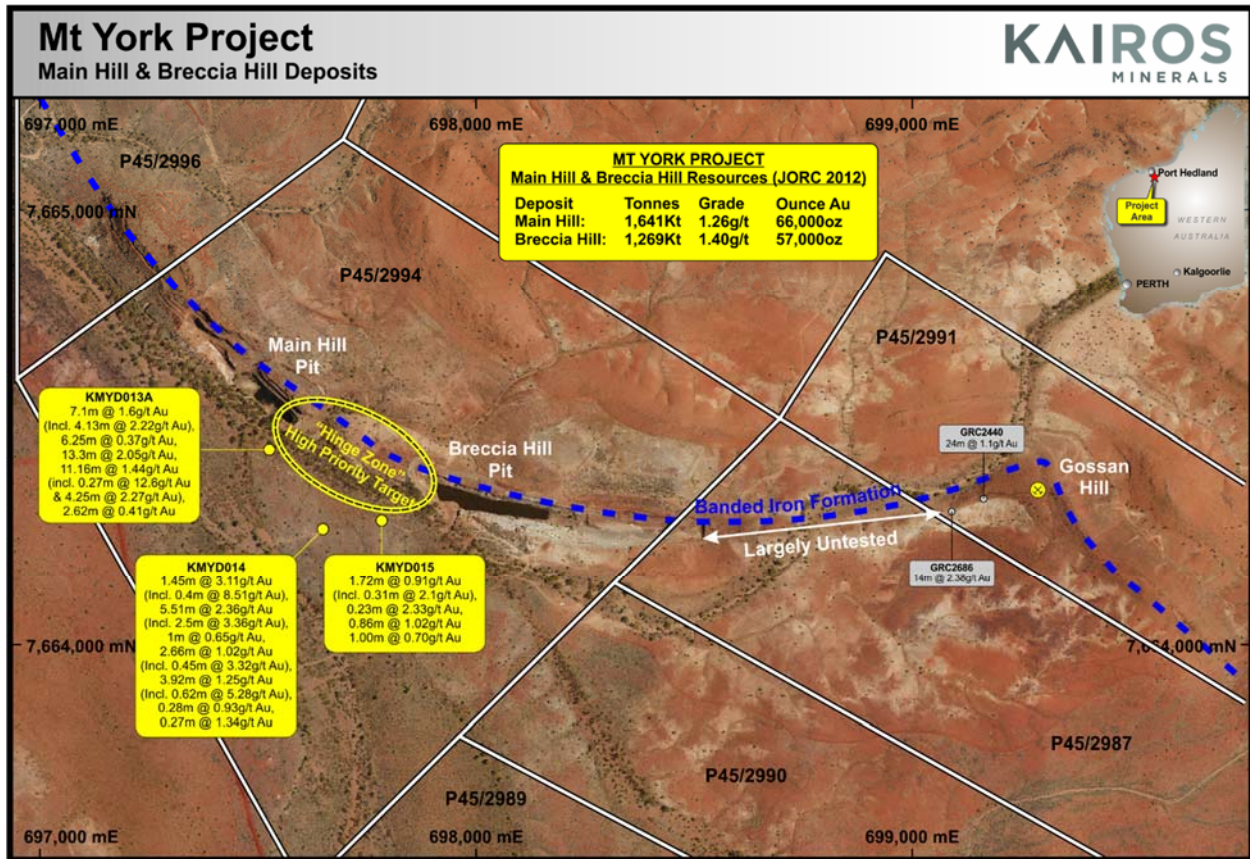 Mt York Project
Main Hill & Breccia Hill Deposits
KAIROS
MINERALS
697,000 mE
698,000 mE
699,000 mE
P45/2996
7,665,000 mN
MT YORK PROJECT
Main Hill & Breccia Hill Resources (JORC 2012)
Deposit Tonnes Grade Ounce Au
Main Hill: 1,641Kt 1.26g/t 66,000oz
Breccia Hill: 1,269Kt 1.40g/t 57,000oz
Port Hedland
Project
Area
WESTERN
AUSTRALIA
Kalgoorlie
PERTH
P45/2994
P45/2991
Main Hill
Pit
KMYD013A
7.1m @ 1.6g/t Au
(Incl. 4.13m @ 2.22g/t Au),
6.25m @ 0.37g/t Au,
13.3m @ 2.05g/t Au,
11.16m @ 1.44g/t Au
(incl. 0.27m @ 12.6g/t Au
& 4.25m @ 2.27g/t Au),
2.62m @ 0.41g/t Au
"Hinge Zone"
High Priority Target
Breccia Hill
Pit
GRC2440
24m @ 1.1g/t Au
Gossan
Hill
Banded Iron Formation
Largely Untested
GRC2686
14m @ 2.38g/t Au
KMYD014
1.45m @ 3.11g/t Au
(Incl. 0.4m @ 8.51g/t Au),
5.51m @ 2.36g/t Au
(Incl. 2.5m @ 3.36g/t Au),
1m @ 0.65g/t Au,
2.66m @ 1.02g/t Au
(Incl. 0.45m @ 3.32g/t Au),
3.92m @ 1.25g/t Au
(Incl. 0.62m @ 5.28g/t Au),
0.28m @ 0.93g/t Au,
0.27m @ 1.34g/t Au
KMYD015
1.72m @ 0.91g/t Au
(Incl. 0.31m @ 2.1g/t Au),
0.23m @ 2.33g/t Au,
0.86m @ 1.02g/t Au
1.00m @ 0.70g/t Au
7,664,000 mN
7,664,000 mN
P45/2987
P45/2990
P45/2989
697,000 mE
698,000 mE
699,000 mE